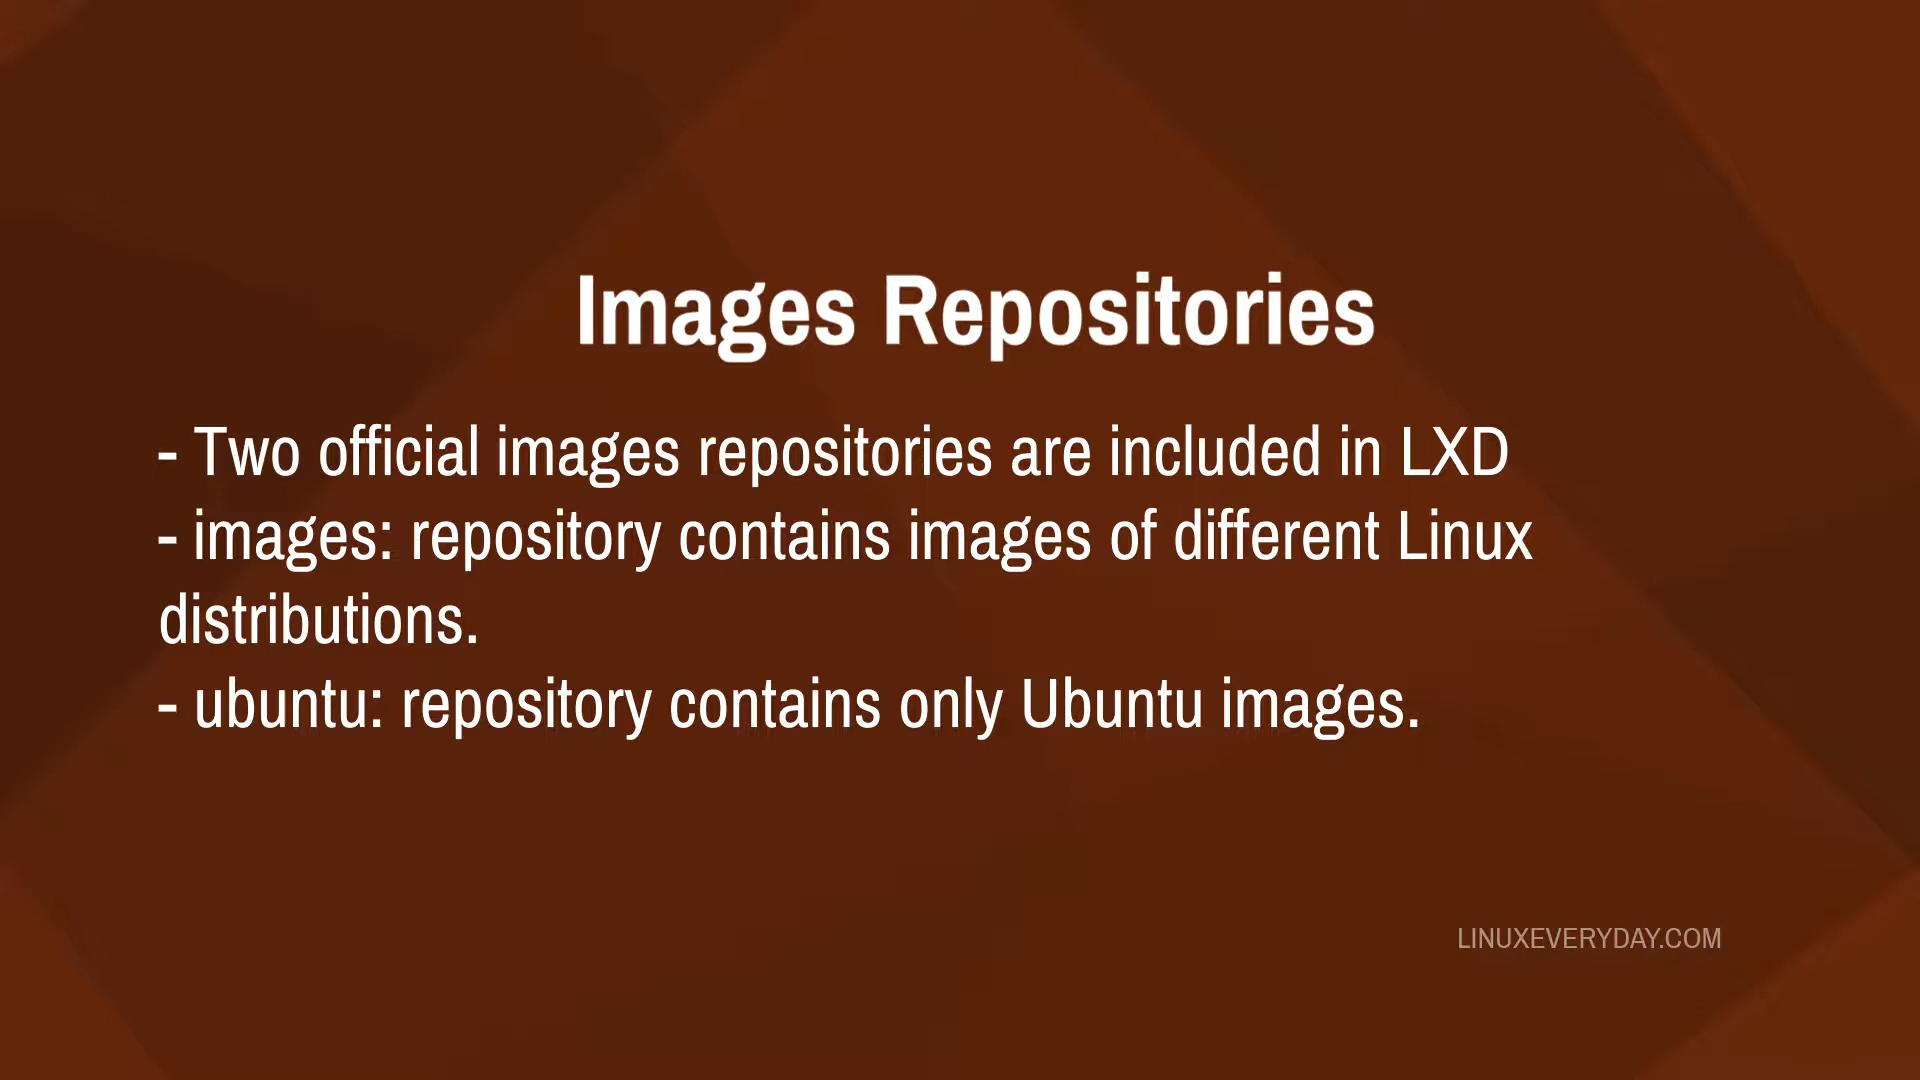 Images Repositories
- Two official images repositories are included in LXD
- images: repository contains images of different Linux
distributions.
- ubuntu: repository contains only Ubuntu images.
LINUXEVERYDAY.COM